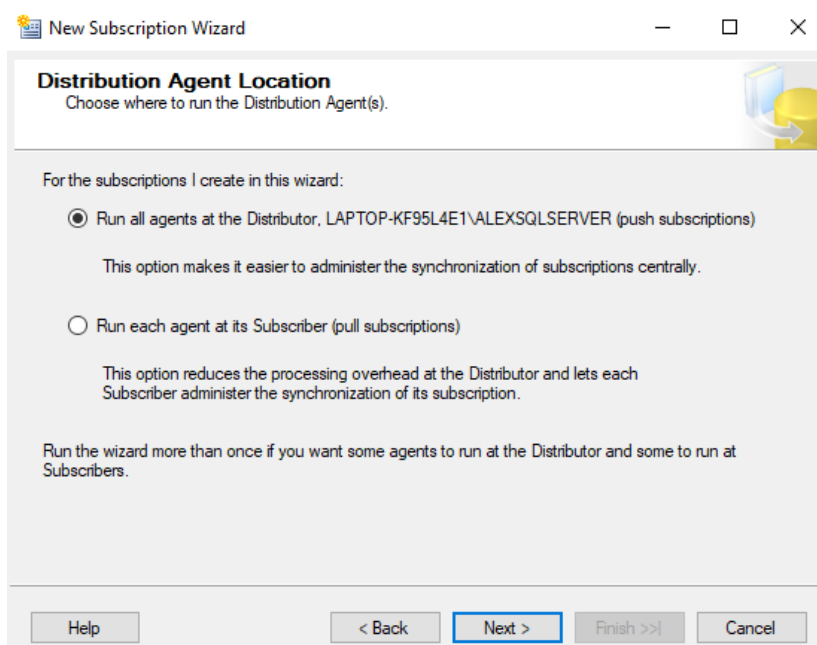 New Subscription Wizard
Distribution Agent Location
Choose where to run the Distribution Agent(s).
For the subscriptions I create in this wizard:
Run all agents at the Distributor, LAPTOP-KF95L4E1\ALEXSQLSERVER (push subscriptions)
This option makes it easier to administer the synchronization of subscriptions centrally.
Run each agent at its Subscriber (pull subscriptions)
This option reduces the processing overhead at the Distributor and lets each
Subscriber administer the synchronization of its subscription.
Run the wizard more than once if you want some agents to run at the Distributor and some to run at
Subscribers.
Help
< Back
Next >
Finish >>|
Cancel